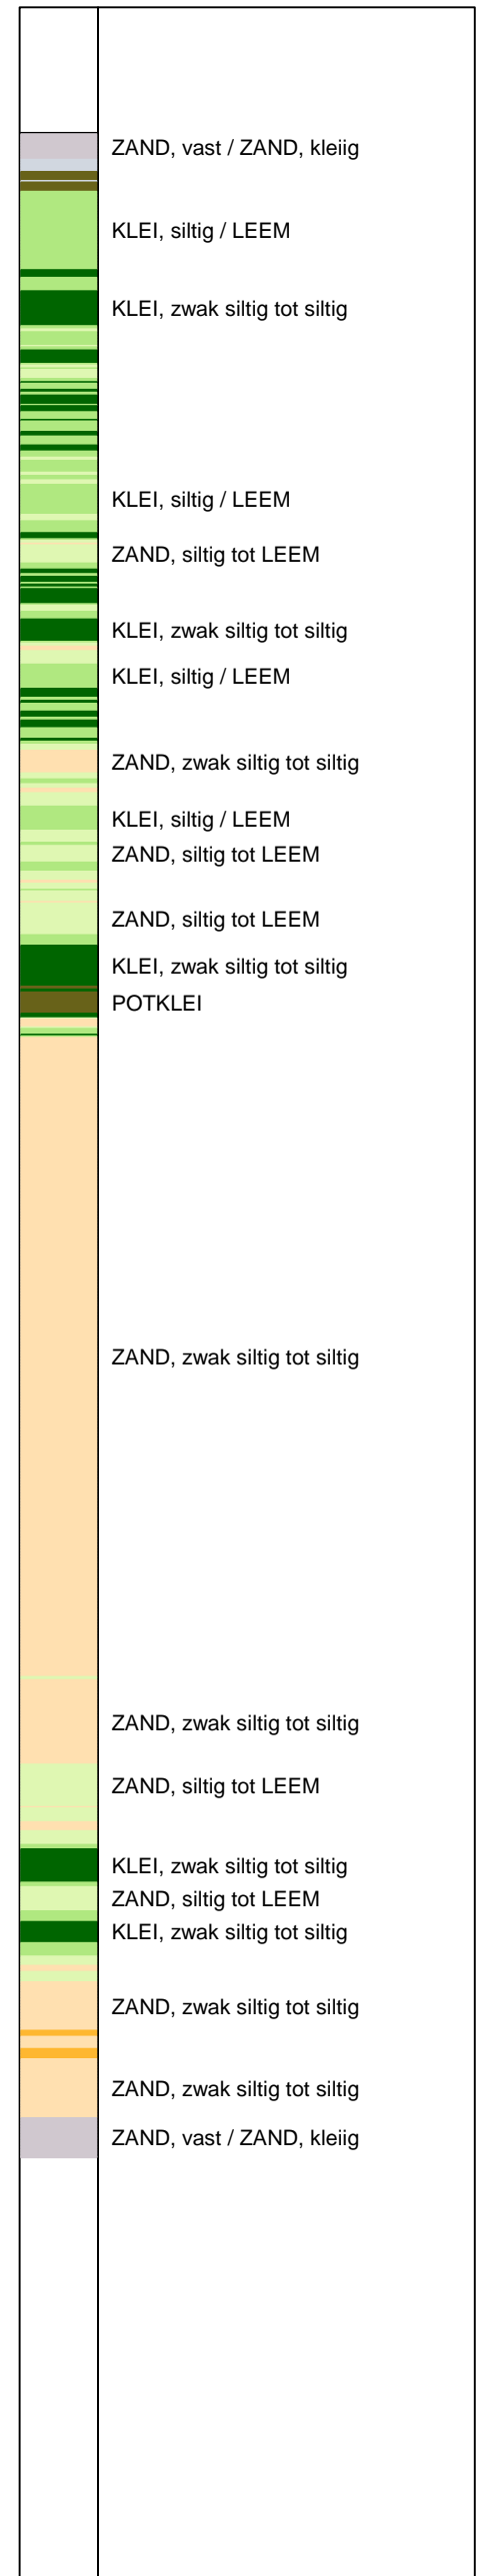 ZAND, vast / ZAND, kleiig
KLEI, siltig / LEEM
KLEI, zwak siltig tot siltig
KLEI, siltig / LEEM
ZAND, siltig tot LEEM
KLEI, zwak siltig tot siltig
KLEI, siltig / LEEM
ZAND, zwak siltig tot siltig
KLEI, siltig / LEEM
ZAND, siltig tot LEEM
ZAND, siltig tot LEEM
KLEI, zwak siltig tot siltig
POTKLEI
ZAND, zwak siltig tot siltig
ZAND, zwak siltig tot siltig
ZAND, siltig tot LEEM
KLEI, zwak siltig tot siltig
ZAND, siltig tot LEEM
KLEI, zwak siltig tot siltig
ZAND, zwak siltig tot siltig
ZAND, zwak siltig tot siltig
ZAND, vast / ZAND, kleiig